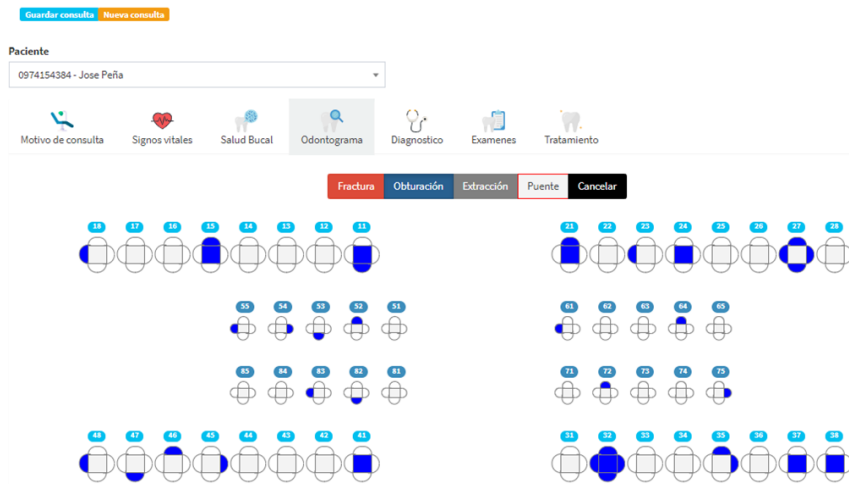 Guardar consulta Nueva consulta
Paciente
0974154384 - Jose Peña
Motivo de consulta Signos vitales Salud Bucal Odontograma Diagnostico Examenes Tratamiento
Fractura Obturación Extracción Puente Cancelar
18 17 16 15 14 13 12 11 21 22 23 24 25 26 27 28
55 54 53 52 51 61 62 63 64 65
85 84 83 82 81 71 72 73 74 75
48 47 46 45 44 43 42 41 31 32 33 34 35 36 37 38